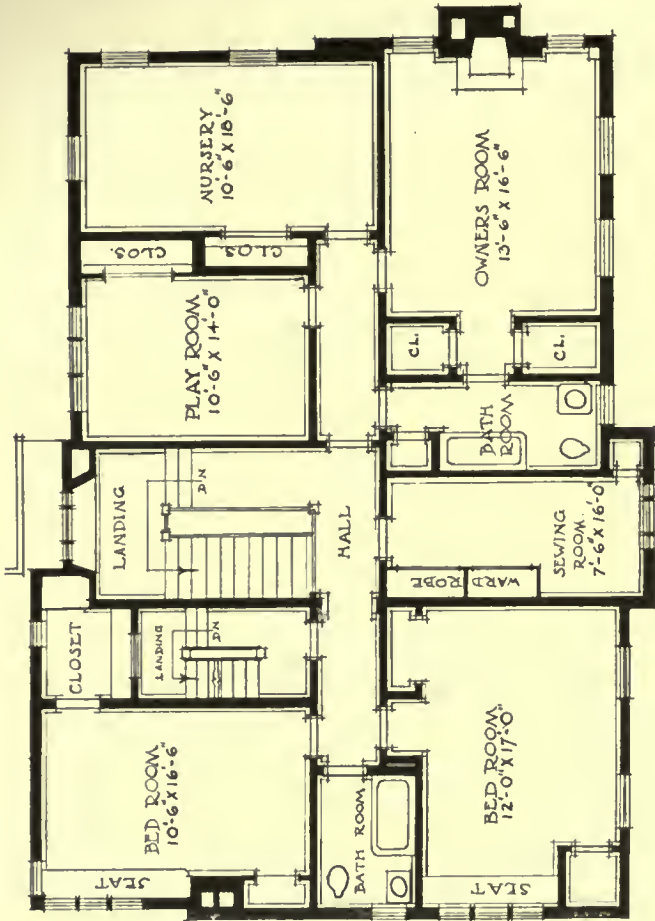 NURSERY
10'-6" X 18'-6"
OWNERS ROOM
13'-6" X 16'-6"
CLOS.
CLOS
PLAY ROOM
10'-6" X 14'-0"
CL.
CL.
BATH
ROOM
LANDING
DN
HALL
SEWING
ROOM
7'-6" X 16'-0"
WARD ROBE
CLOSET
LANDING
DN
BED ROOM
10'-6" X 16'-6"
SEAT
BATH ROOM
BED ROOM
12'-0" X 17'-0"
SEAT